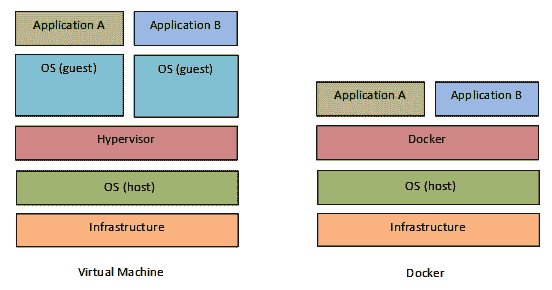 Application A
Application B
OS (guest)
OS (guest)
Hypervisor
OS (host)
Infrastructure
Virtual Machine
Application A
Application B
Docker
OS (host)
Infrastructure
Docker